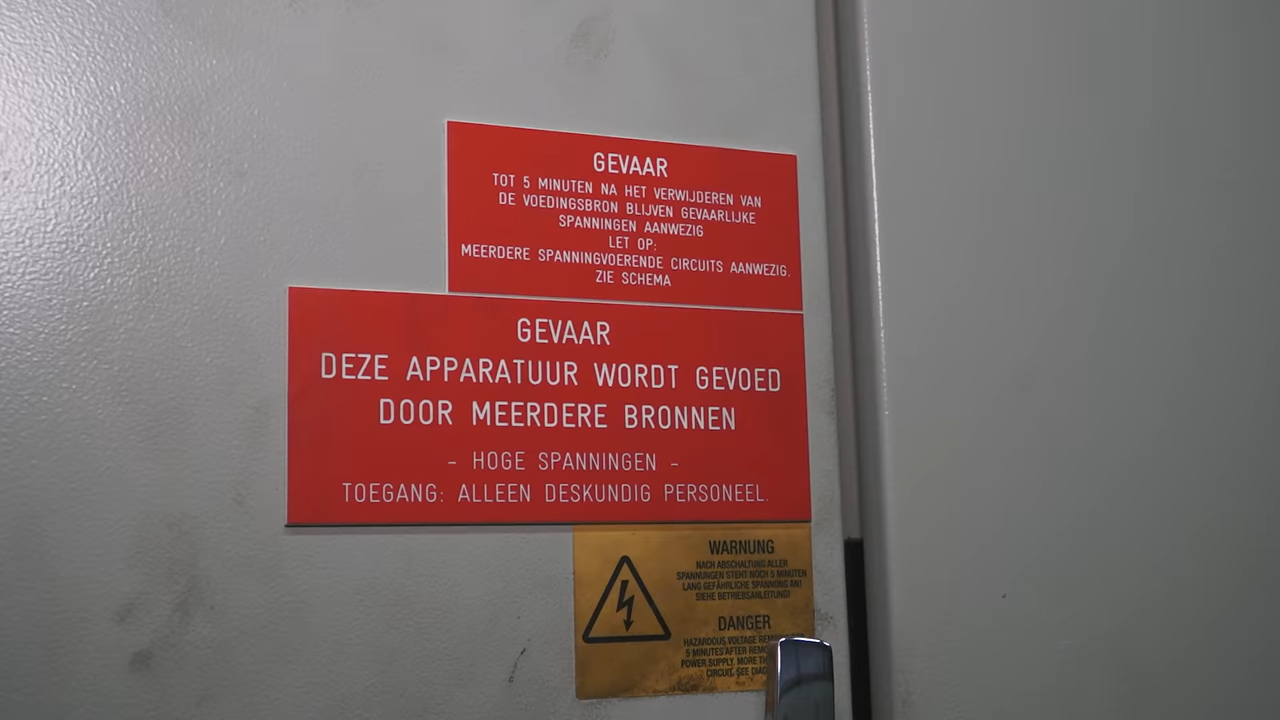 GEVAAR
TOT 5 MINUTEN NA HET VERWIJDEREN VAN
DE VOEDINGSBRON BLIJVEN GEVAARLIJKE
SPANNINGEN AANWEZIG
LET OP:
MEERDERE SPANNINGVOERENDE CIRCUITS AANWEZIG.
ZIE SCHEMA
GEVAAR
DEZE APPARATUUR WORDT GEVOED
DOOR MEERDERE BRONNEN
- HOGE SPANNINGEN -
TOEGANG: ALLEEN DESKUNDIG PERSONEEL.
WARNUNG
NACH ABSCHALTUNG ALLER
SPANNUNGEN STEHT NOCH 5 MINUTEN
LANG GEFÄHRLICHE SPANNUNG AN!
SIEHE BETRIEBSANLEITUNG!
DANGER
HAZARDOUS VOLTAGE
5 MINUTES AFTER
POWER SUPPLY. MORE
CIRCUIT. SEE